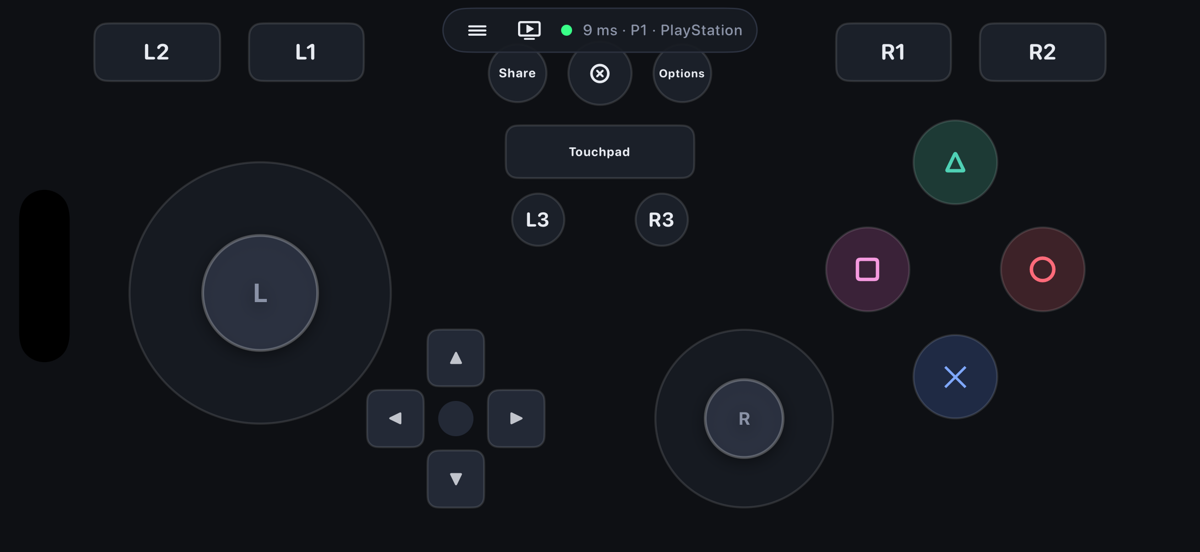 L2
L1
9 ms · P1 · PlayStation
R1
R2
Share
Options
Touchpad
L3
R3
L
R